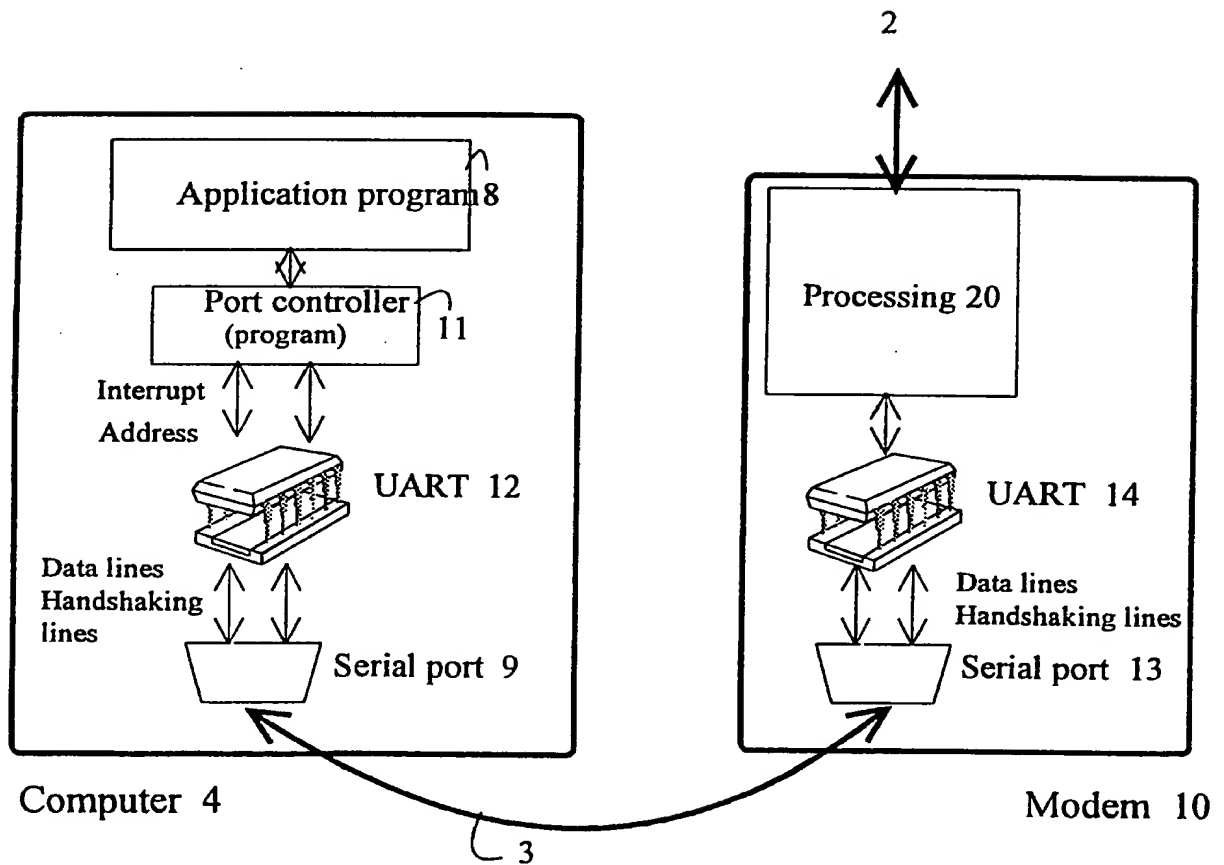 2
Application program 8
Port controller
(program)
11
Interrupt
Address
UART 12
Data lines
Handshaking
lines
Serial port 9
Computer 4
3
Processing 20
UART 14
Data lines
Handshaking lines
Serial port 13
Modem 10